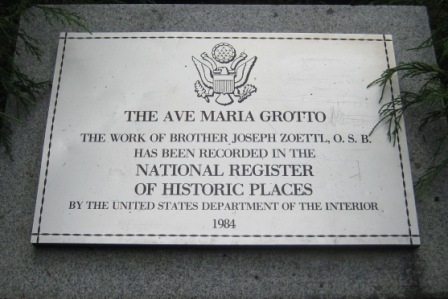 THE AVE MARIA GROTTO
THE WORK OF BROTHER JOSEPH ZOETTL, O. S. B.
HAS BEEN RECORDED IN THE
NATIONAL REGISTER
OF HISTORIC PLACES
BY THE UNITED STATES DEPARTMENT OF THE INTERIOR
1984